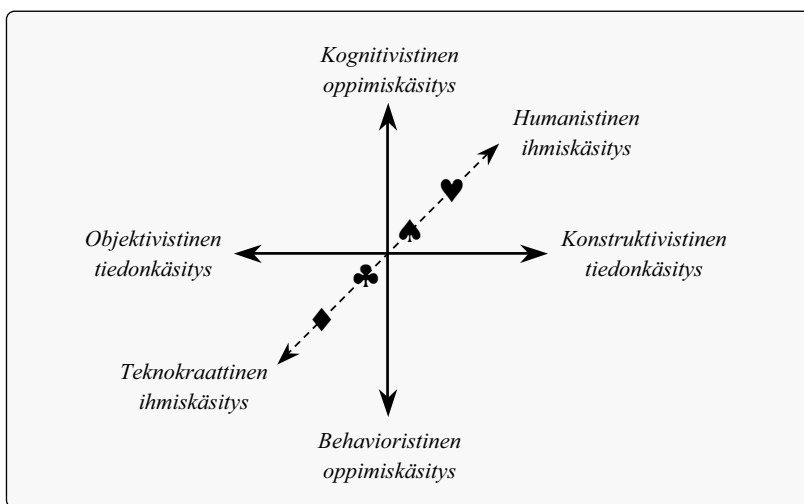 Kognitivistinen
oppimiskäsitys
Humanistinen
ihmiskäsitys
Objektivistinen
tiedonkäsitys
Konstruktivistinen
tiedonkäsitys
Teknokraattinen
ihmiskäsitys
Behavioristinen
oppimiskäsitys